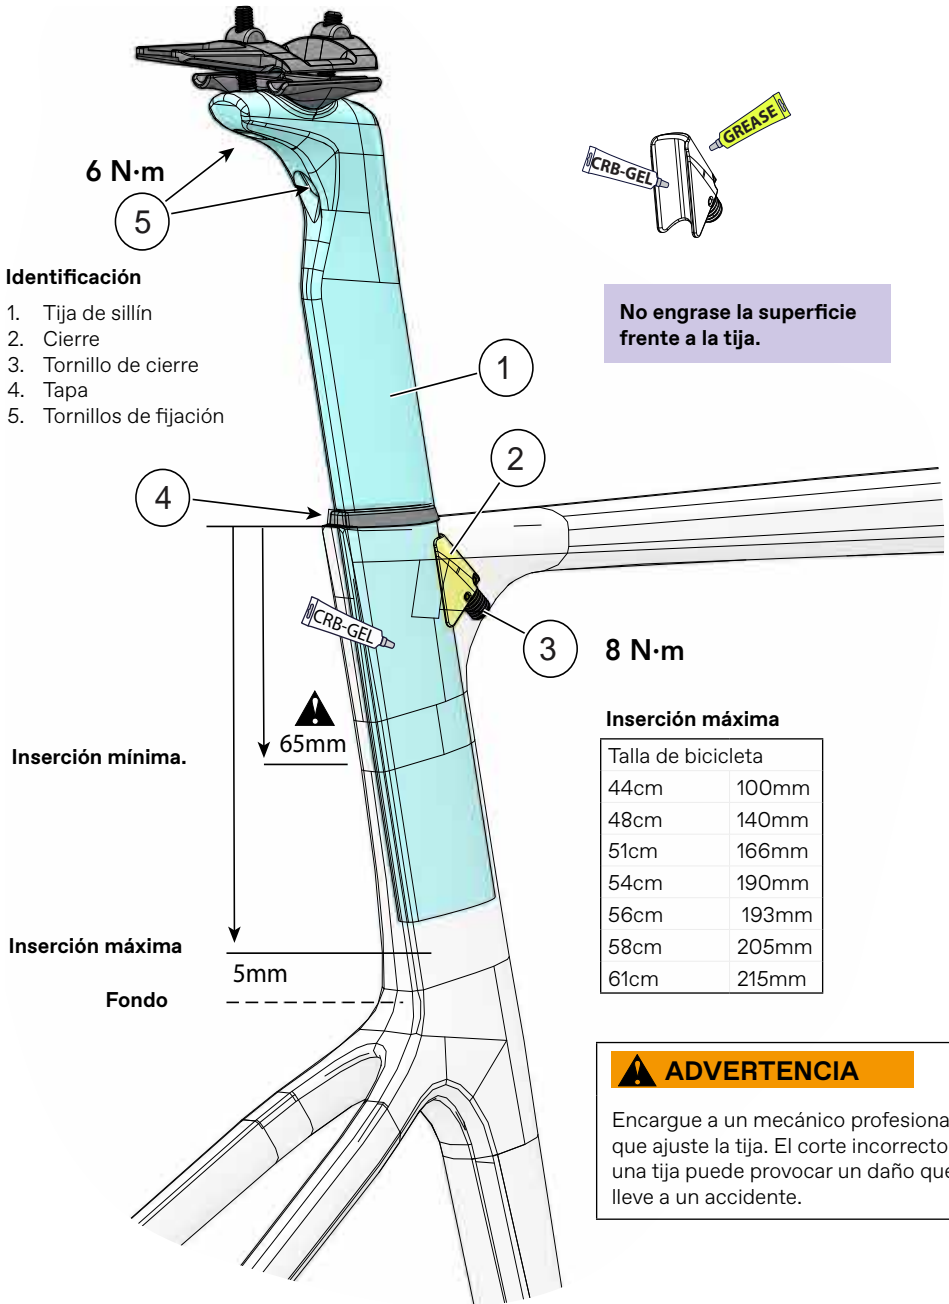 6 N·m
5
CRB-GEL
GREASE
Identificación
1. Tija de sillín
2. Cierre
3. Tornillo de cierre
4. Tapa
5. Tornillos de fijación
No engrase la superficie
frente a la tija.
1
2
4
CRB-GEL
3
8 N·m
65mm
Inserción mínima.
Inserción máxima
5mm
Fondo
Inserción máxima
Talla de bicicleta
44cm 100mm
48cm 140mm
51cm 166mm
54cm 190mm
56cm 193mm
58cm 205mm
61cm 215mm
ADVERTENCIA
Encargue a un mecánico profesiona
que ajuste la tija. El corte incorrecto
una tija puede provocar un daño que
lleve a un accidente.